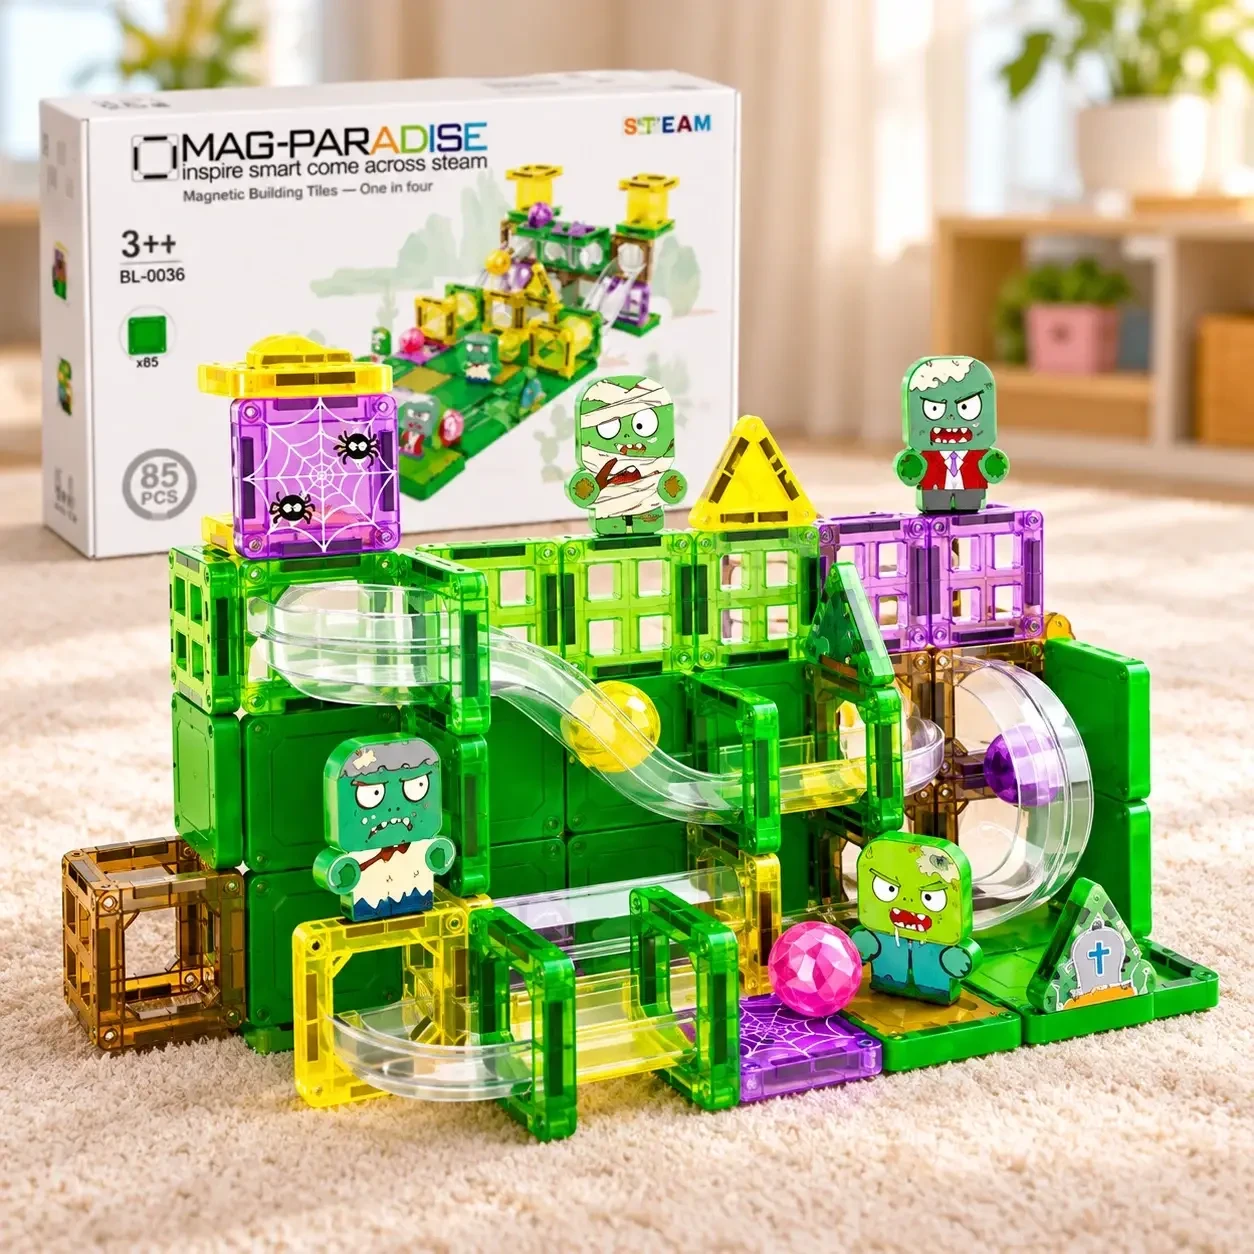 MAG-PARADISE
inspire smart come across steam
Magnetic Building Tiles — One in four
STEAM
3++
BL-0036
x85
85
PCS